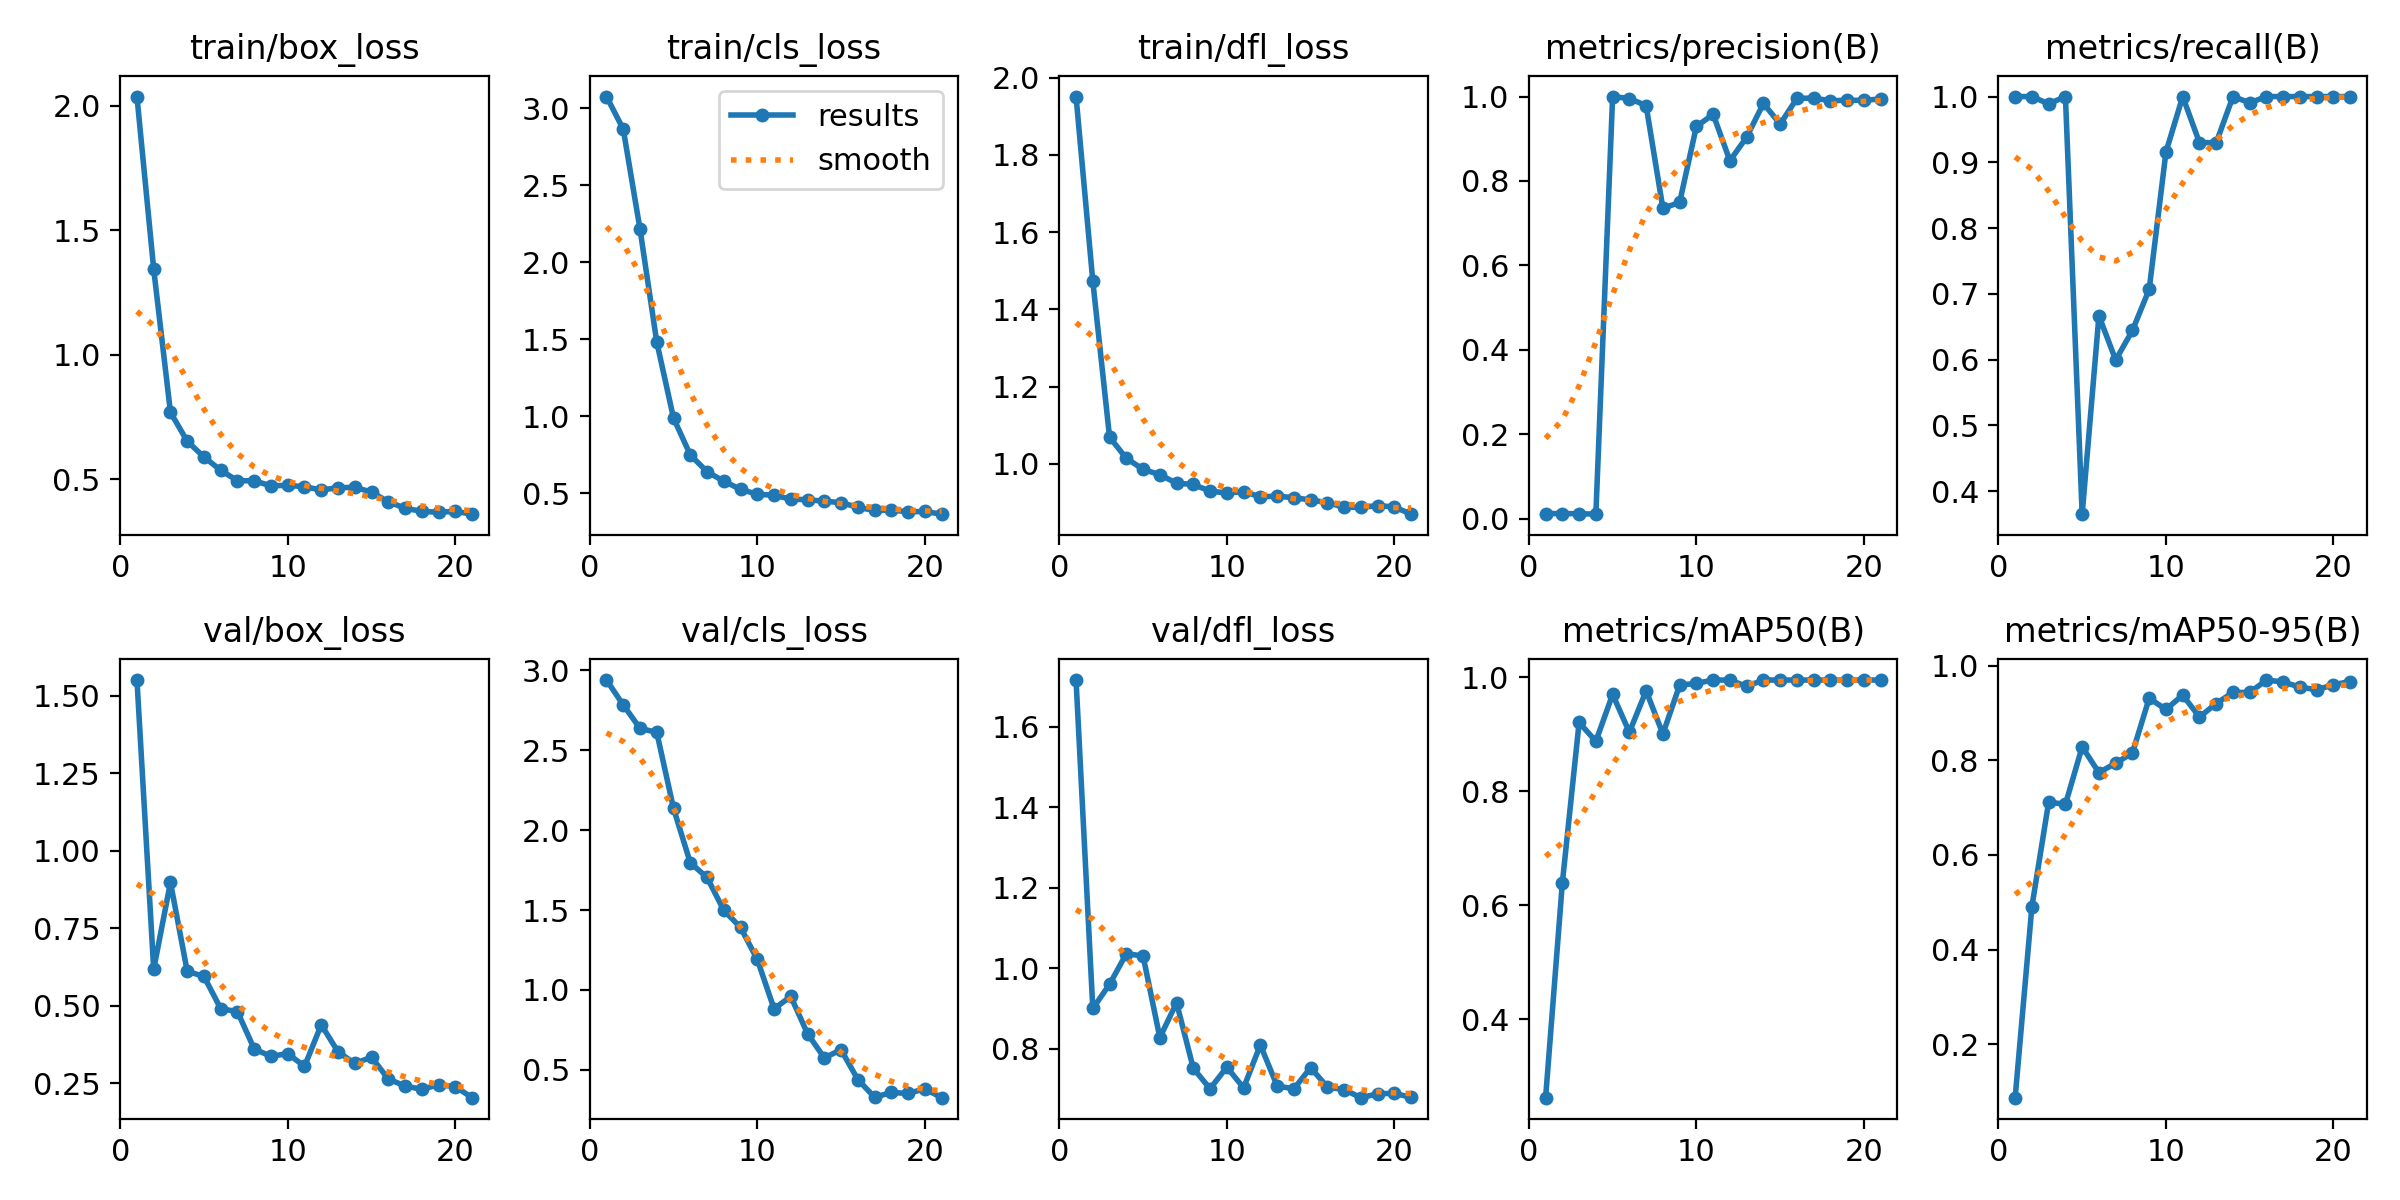 train/box_loss
2.0
1.5
1.0
0.5
0 10 20
train/cls_loss
results
smooth
3.0
2.5
2.0
1.5
1.0
0.5
0 10 20
train/dfl_loss
2.0
1.8
1.6
1.4
1.2
1.0
0 10 20
metrics/precision(B)
1.0
0.8
0.6
0.4
0.2
0.0
0 10 20
metrics/recall(B)
1.0
0.9
0.8
0.7
0.6
0.5
0.4
0 10 20
val/box_loss
1.50
1.25
1.00
0.75
0.50
0.25
0 10 20
val/cls_loss
3.0
2.5
2.0
1.5
1.0
0.5
0 10 20
val/dfl_loss
1.6
1.4
1.2
1.0
0.8
0 10 20
metrics/mAP50(B)
1.0
0.8
0.6
0.4
0 10 20
metrics/mAP50-95(B)
1.0
0.8
0.6
0.4
0.2
0 10 20